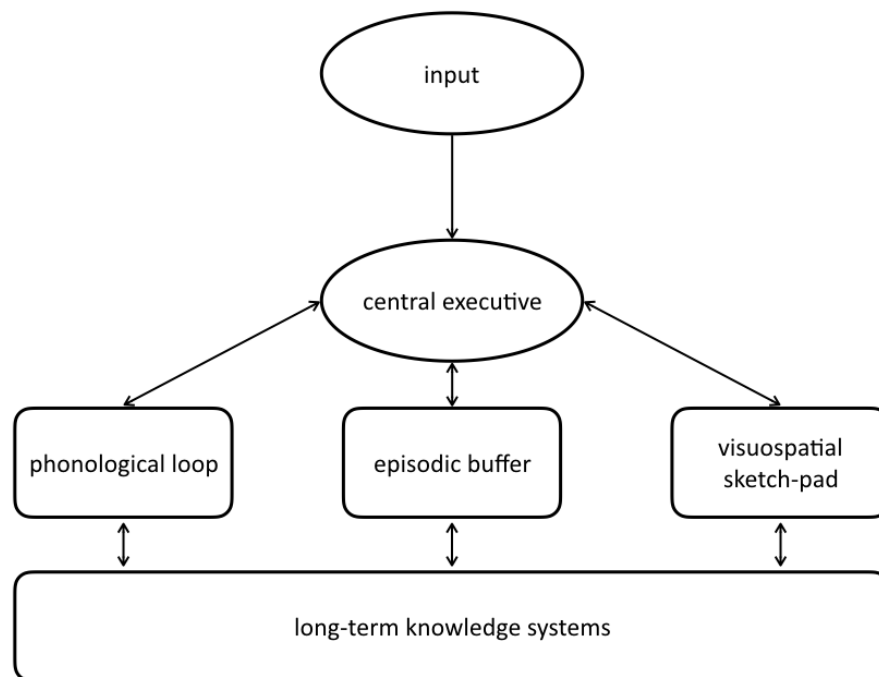 input
central executive
phonological loop
episodic buffer
visuospatial
sketch-pad
long-term knowledge systems